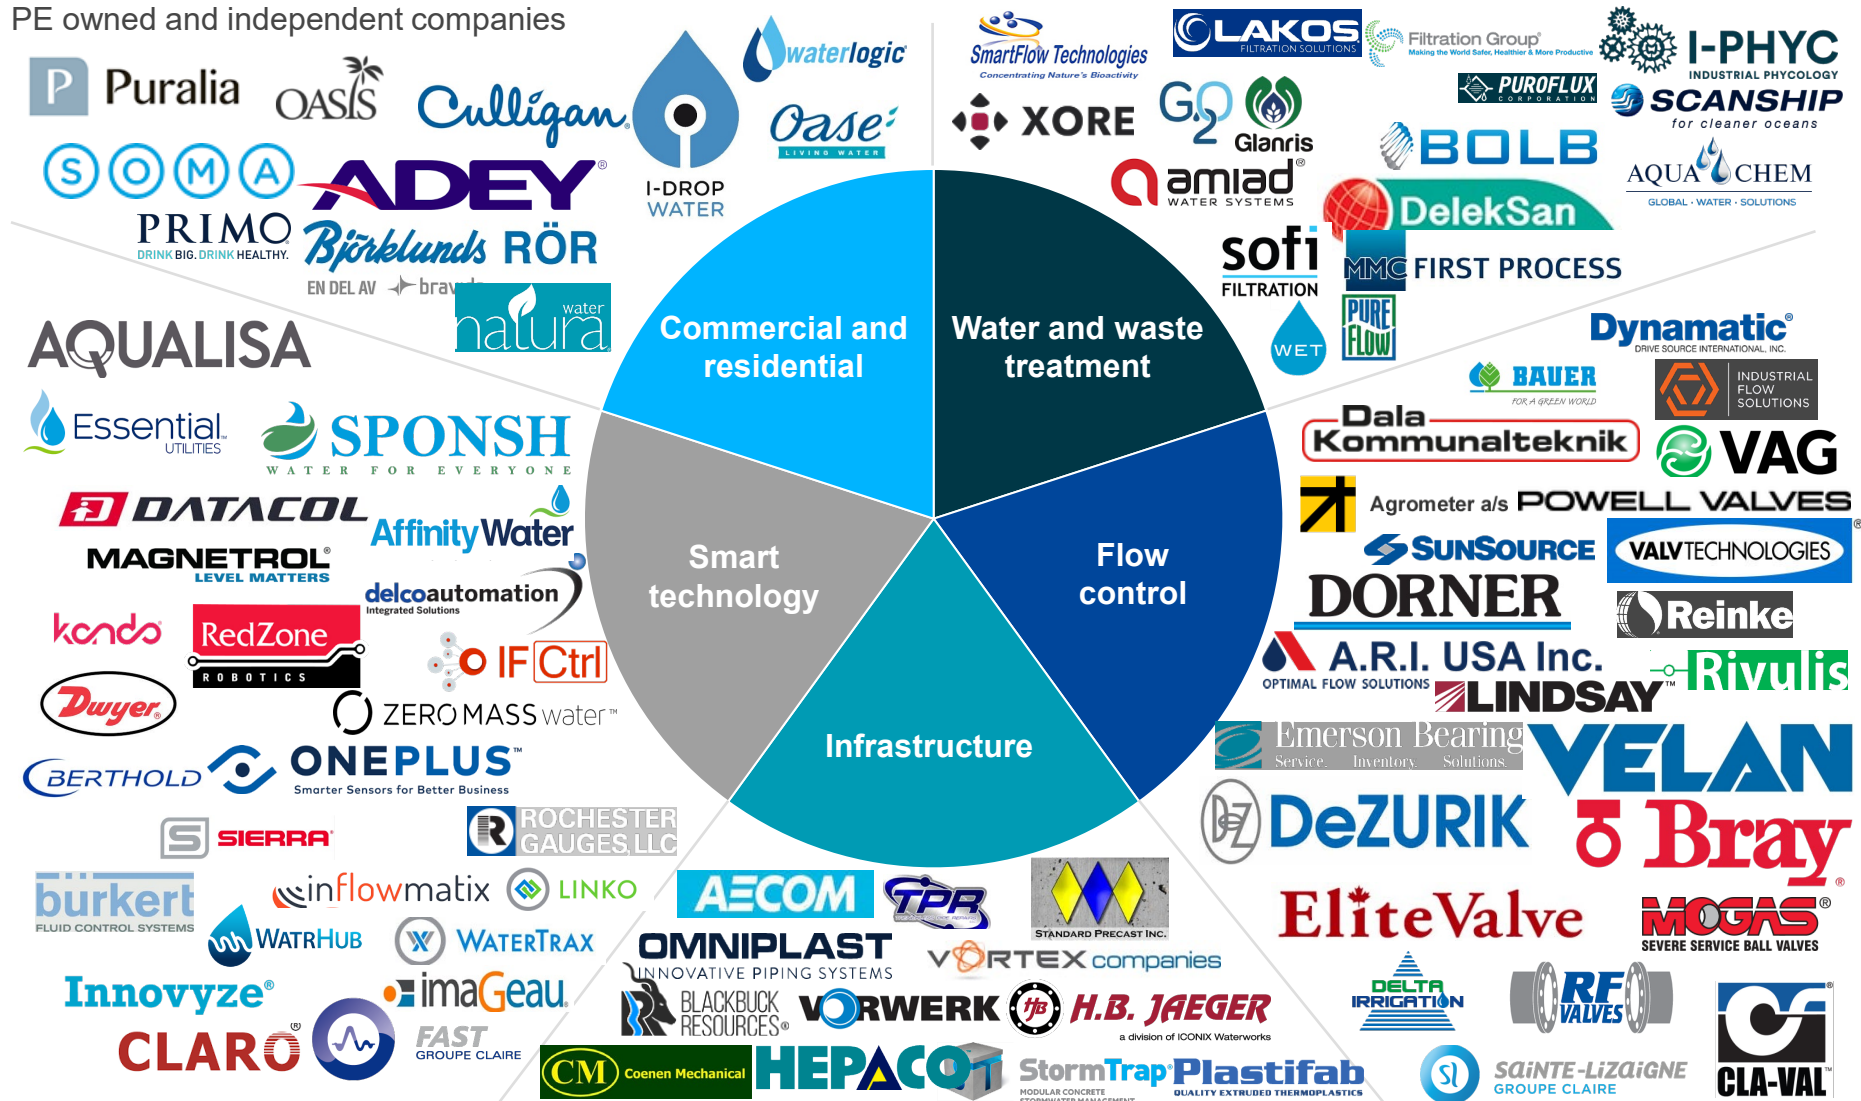 PE owned and independent companies
P Puralia
OASIS
Culligan
I-DROP
WATER
waterlogic
Oase
LIVING WATER
SOMA
ADEY
PRIMO
DRINK BIG. DRINK HEALTHY.
Björklunds RÖR
EN DEL AV
water
natura
SmartFlow Technologies
Concentrating Nature's Bioactivity
LAKOS
FILTRATION SOLUTIONS
Filtration Group
Making the World Safer, Healthier & More Productive
I-PHYC
INDUSTRIAL PHYCOLOGY
PUROFLUX
CORPORATION
SCANSHIP
for cleaner oceans
XORE
G2O
Glanris
BOLB
AQUA CHEM
GLOBAL · WATER · SOLUTIONS
amiad
WATER SYSTEMS
DelekSan
sofi
FILTRATION
MMC FIRST PROCESS
WET
PURE
FLOW
Commercial and
residential
Water and waste
treatment
Smart
technology
Flow
control
Infrastructure
AQUALISA
Essential
UTILITIES
SPONSH
WATER FOR EVERYONE
DATACOL
AffinityWater
MAGNETROL
LEVEL MATTERS
delcoautomation
Integrated Solutions
kando
RedZone
ROBOTICS
IF Ctrl
Dwyer
ZERO MASS water™
BERTHOLD
ONEPLUS™
Smarter Sensors for Better Business
S SIERRA
R ROCHESTER
GAUGES, LLC
bürkert
FLUID CONTROL SYSTEMS
inflowmatix
LINKO
WATRHUB
WATERTRAX
Innovyze
imaGeau
CLARO
FAST
GROUPE CLAIRE
Dynamatic
DRIVE SOURCE INTERNATIONAL, INC.
BAUER
FOR A GREEN WORLD
INDUSTRIAL
FLOW
SOLUTIONS
Dala
Kommunalteknik
VAG
Agrometer a/s
POWELL VALVES
SUNSOURCE
VALVTECHNOLOGIES
DORNER
Reinke
A.R.I. USA Inc.
OPTIMAL FLOW SOLUTIONS
Rivulis
LINDSAY™
Emerson Bearing
Service. Inventory. Solutions.
VELAN
DZ DeZURIK
Bray
EliteValve
MOGAS
SEVERE SERVICE BALL VALVES
DELTA
IRRIGATION
RF
VALVES
SAINTE-LIZAIGNE
GROUPE CLAIRE
CLA-VAL
AECOM
TPR
STANDARD PRECAST INC.
OMNIPLAST
INNOVATIVE PIPING SYSTEMS
VORTEX companies
BLACKBUCK
RESOURCES
VORWERK
HJB H.B. JAEGER
a division of ICONIX Waterworks
CM Coenen Mechanical
HEPACO
StormTrap
MODULAR CONCRETE
Plastifab
QUALITY EXTRUDED THERMOPLASTICS